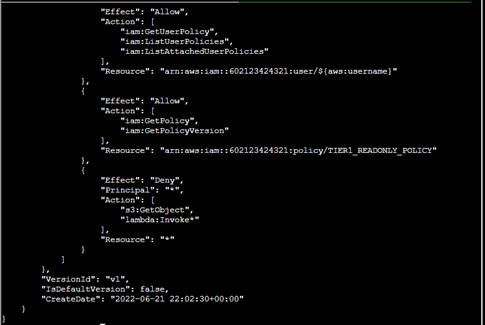 "Effect": "Allow",
"Action": [
"iam:GetUserPolicy",
"iam:ListUserPolicies",
"iam:ListAttachedUserPolicies"
],
"Resource": "arn:aws:iam::602123424321:user/${aws:username}"
},
{
"Effect": "Allow",
"Action": [
"iam:GetPolicy",
"iam:GetPolicyVersion"
],
"Resource": "arn:aws:iam::602123424321:policy/TIER1_READONLY_POLICY"
},
{
"Effect": "Deny",
"Principal": "*",
"Action": [
"s3:GetObject",
"lambda:Invoke*"
],
"Resource": "*"
}
]
},
"VersionId": "v1",
"IsDefaultVersion": false,
"CreateDate": "2022-06-21 22:02:30+00:00"
}
}